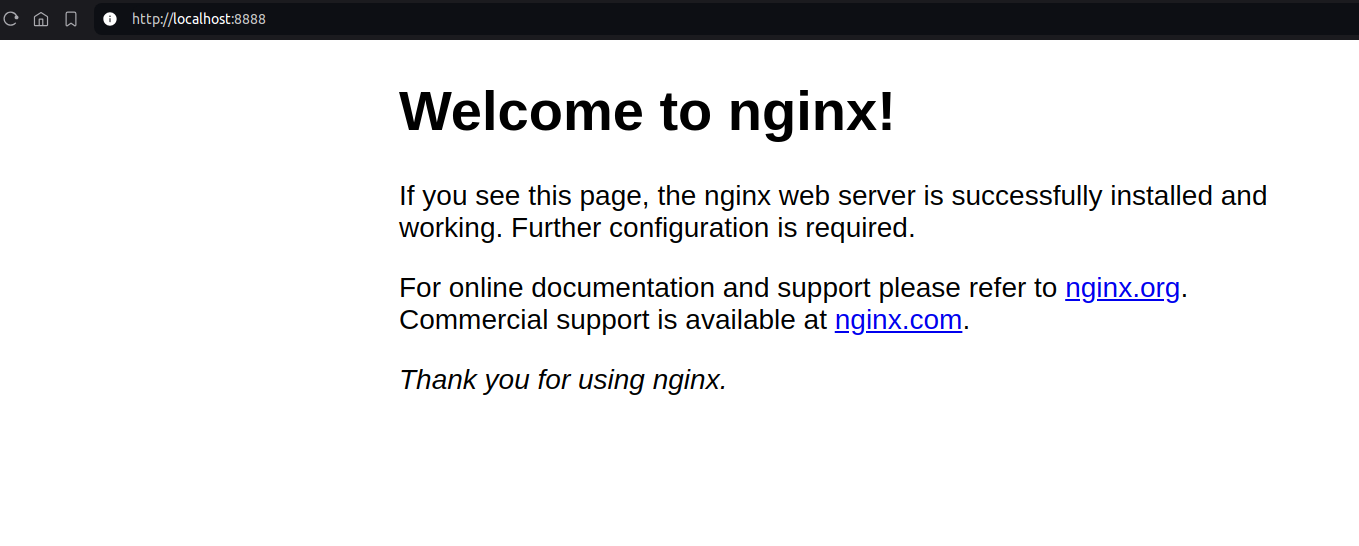 http://localhost:8888
Welcome to nginx!
If you see this page, the nginx web server is successfully installed and
working. Further configuration is required.
For online documentation and support please refer to nginx.org.
Commercial support is available at nginx.com.
Thank you for using nginx.